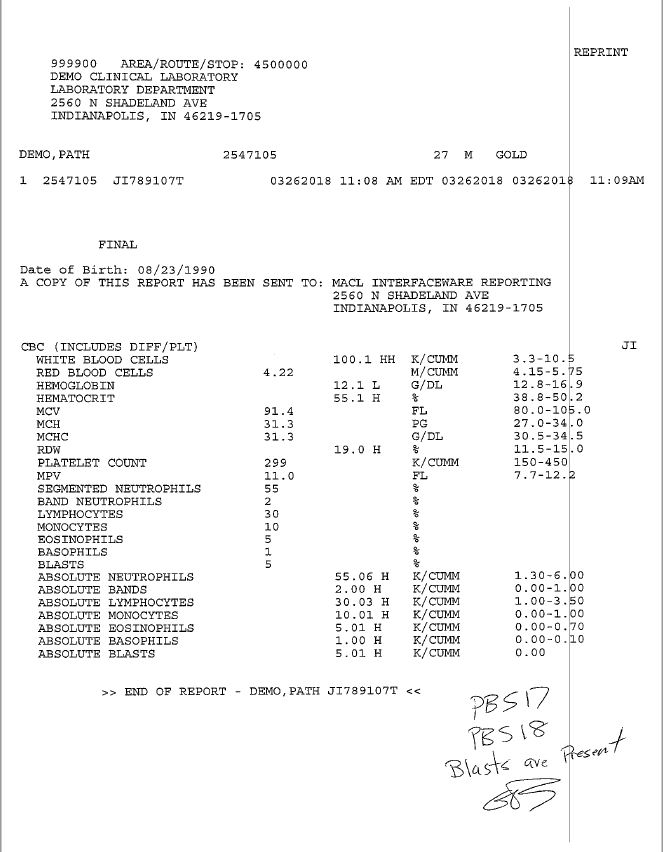 REPRINT
999900 AREA/ROUTE/STOP: 4500000
DEMO CLINICAL LABORATORY
LABORATORY DEPARTMENT
2560 N SHADELAND AVE
INDIANAPOLIS, IN 46219-1705
DEMO,PATH 2547105 27 M GOLD
1 2547105 JI789107T 03262018 11:08 AM EDT 03262018 03262018 11:09AM
FINAL
Date of Birth: 08/23/1990
A COPY OF THIS REPORT HAS BEEN SENT TO: MACL INTERFACEWARE REPORTING
2560 N SHADELAND AVE
INDIANAPOLIS, IN 46219-1705
CBC (INCLUDES DIFF/PLT) JI
WHITE BLOOD CELLS 100.1 HH K/CUMM 3.3-10.5
RED BLOOD CELLS 4.22 M/CUMM 4.15-5.75
HEMOGLOBIN 12.1 L G/DL 12.8-16.9
HEMATOCRIT 55.1 H % 38.8-50.2
MCV 91.4 FL 80.0-105.0
MCH 31.3 PG 27.0-34.0
MCHC 31.3 G/DL 30.5-34.5
RDW 19.0 H % 11.5-15.0
PLATELET COUNT 299 K/CUMM 150-450
MPV 11.0 FL 7.7-12.2
SEGMENTED NEUTROPHILS 55 %
BAND NEUTROPHILS 2 %
LYMPHOCYTES 30 %
MONOCYTES 10 %
EOSINOPHILS 5 %
BASOPHILS 1 %
BLASTS 5 %
ABSOLUTE NEUTROPHILS 55.06 H K/CUMM 1.30-6.00
ABSOLUTE BANDS 2.00 H K/CUMM 0.00-1.00
ABSOLUTE LYMPHOCYTES 30.03 H K/CUMM 1.00-3.50
ABSOLUTE MONOCYTES 10.01 H K/CUMM 0.00-1.00
ABSOLUTE EOSINOPHILS 5.01 H K/CUMM 0.00-0.70
ABSOLUTE BASOPHILS 1.00 H K/CUMM 0.00-0.10
ABSOLUTE BLASTS 5.01 H K/CUMM 0.00
>> END OF REPORT - DEMO,PATH JI789107T <<
PBS17
PBS18
Blasts are Present